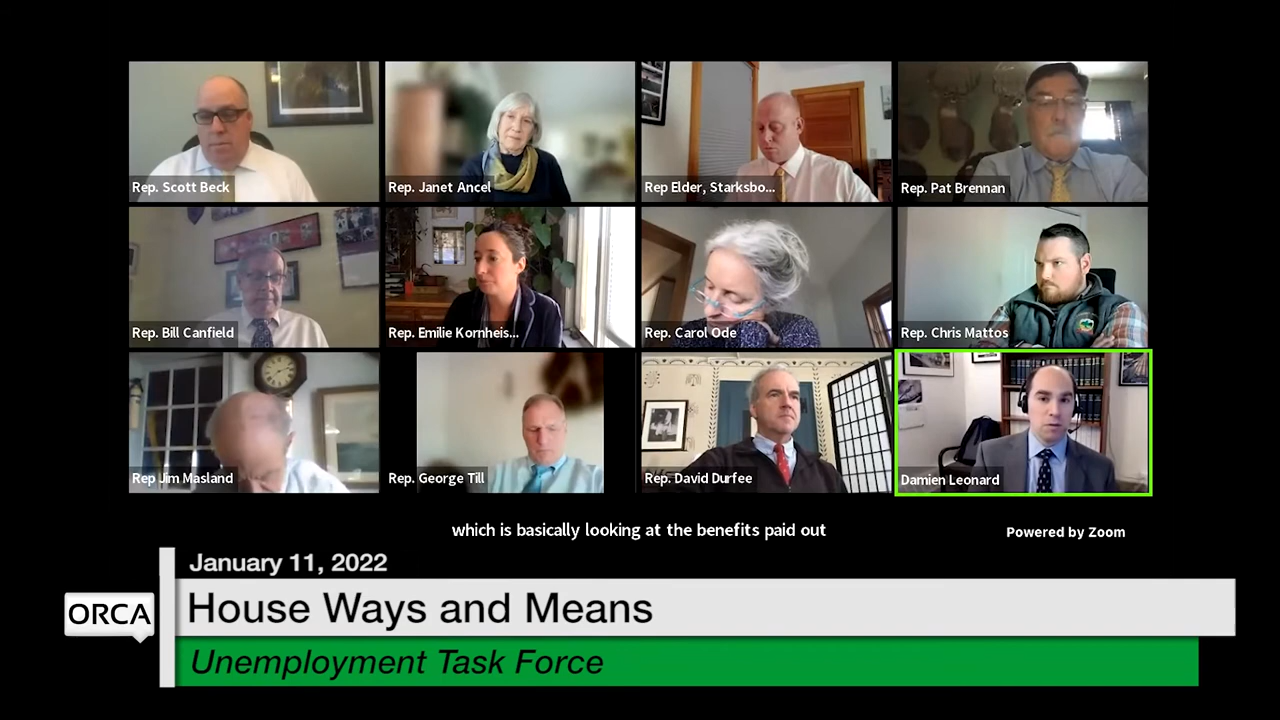 Rep. Scott Beck
Rep. Janet Ancel
Rep Elder, Starksbo...
Rep. Pat Brennan
Rep. Bill Canfield
Rep. Emilie Kornheis...
Rep. Carol Ode
Rep. Chris Mattos
Rep Jim Masland
Rep. George Till
Rep. David Durfee
Damien Leonard
which is basically looking at the benefits paid out
Powered by Zoom
January 11, 2022
ORCA
House Ways and Means
Unemployment Task Force